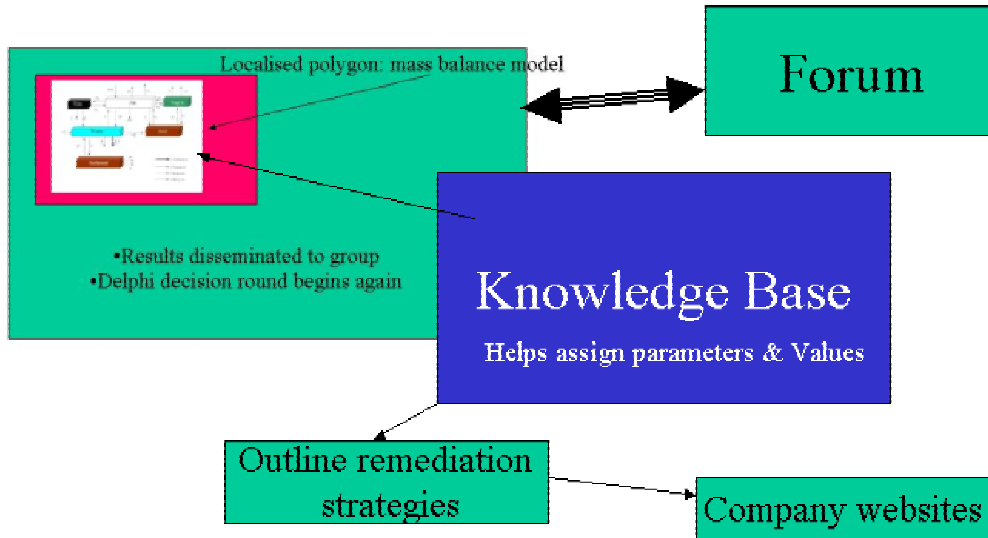 Localised polygon: mass balance model
Forum
•Results disseminated to group
•Delphi decision round begins again
Knowledge Base
Helps assign parameters & Values
Outline remediation
strategies
Company websites